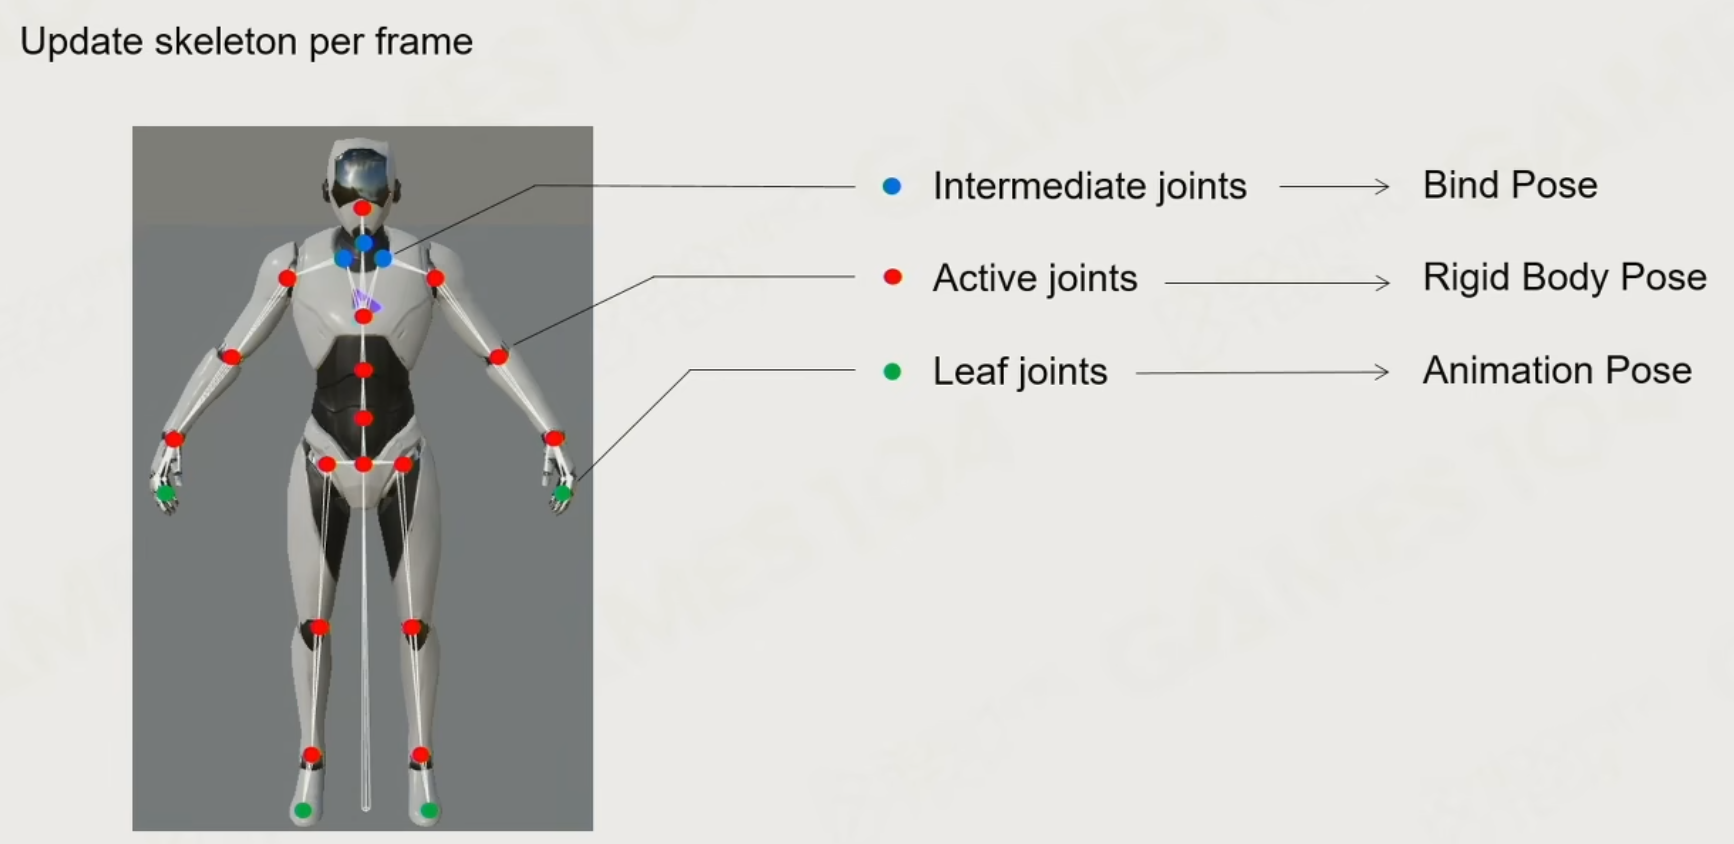 Update skeleton per frame
Intermediate joints
Bind Pose
Active joints
Rigid Body Pose
Leaf joints
Animation Pose